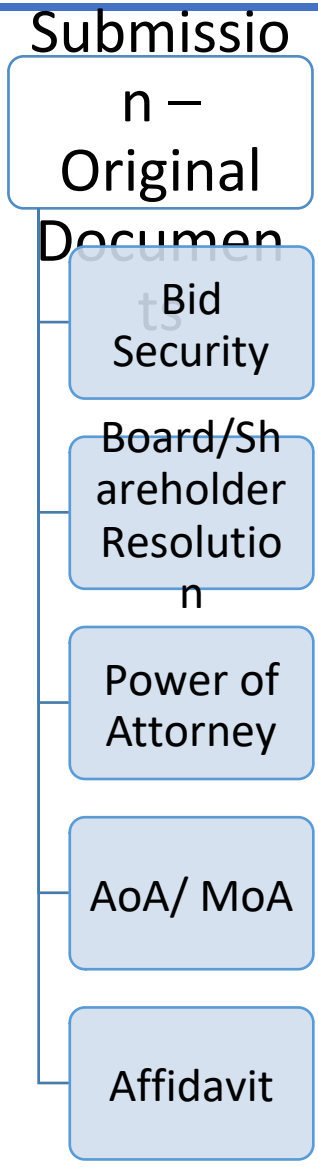 Submissio
n –
Original
Documen
ts
Bid
Security
Board/Sh
areholder
Resolutio
n
Power of
Attorney
AoA/ MoA
Affidavit